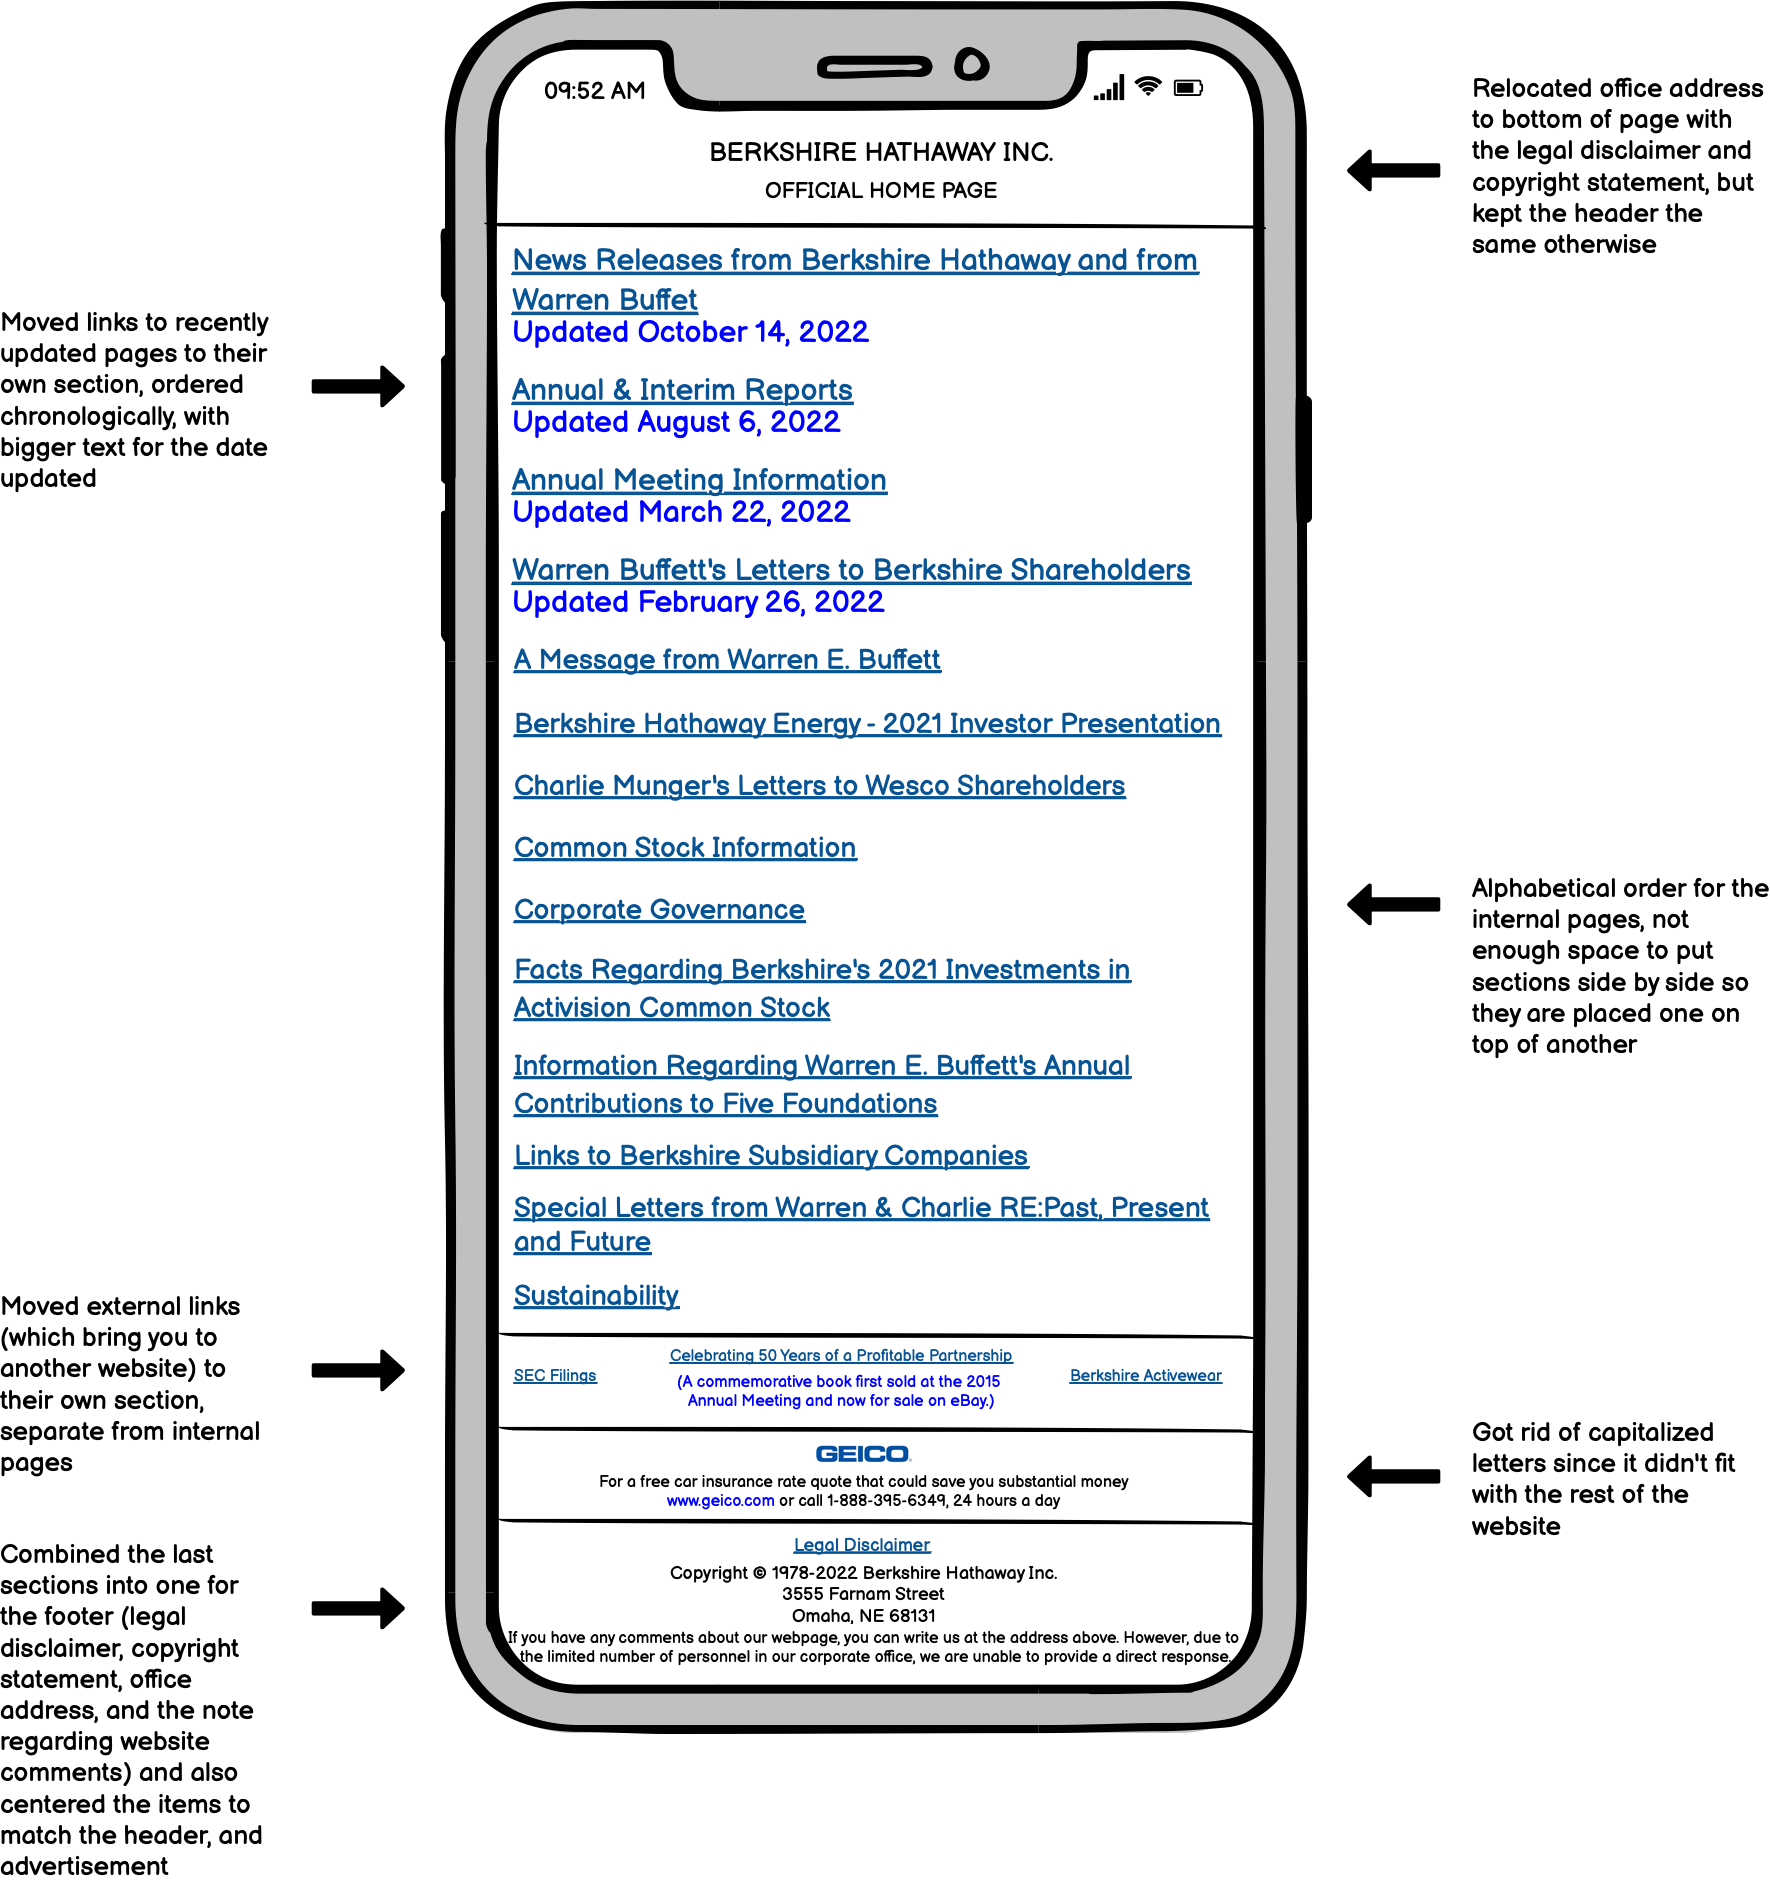 09:52 AM
BERKSHIRE HATHAWAY INC.
OFFICIAL HOME PAGE
News Releases from Berkshire Hathaway and from
Warren Buffet
Updated October 14, 2022
Annual & Interim Reports
Updated August 6, 2022
Annual Meeting Information
Updated March 22, 2022
Warren Buffett's Letters to Berkshire Shareholders
Updated February 26, 2022
A Message from Warren E. Buffett
Berkshire Hathaway Energy - 2021 Investor Presentation
Charlie Munger's Letters to Wesco Shareholders
Common Stock Information
Corporate Governance
Facts Regarding Berkshire's 2021 Investments in
Activision Common Stock
Information Regarding Warren E. Buffett's Annual
Contributions to Five Foundations
Links to Berkshire Subsidiary Companies
Special Letters from Warren & Charlie RE:Past, Present
and Future
Sustainability
SEC Filings
Celebrating 50 Years of a Profitable Partnership
(A commemorative book first sold at the 2015
Annual Meeting and now for sale on eBay.)
Berkshire Activewear
GEICO
For a free car insurance rate quote that could save you substantial money
www.geico.com or call 1-888-395-6349, 24 hours a day
Legal Disclaimer
Copyright © 1978-2022 Berkshire Hathaway Inc.
3555 Farnam Street
Omaha, NE 68131
If you have any comments about our webpage, you can write us at the address above. However, due to
the limited number of personnel in our corporate office, we are unable to provide a direct response.
Moved links to recently
updated pages to their
own section, ordered
chronologically, with
bigger text for the date
updated
Moved external links
(which bring you to
another website) to
their own section,
separate from internal
pages
Combined the last
sections into one for
the footer (legal
disclaimer, copyright
statement, office
address, and the note
regarding website
comments) and also
centered the items to
match the header, and
advertisement
Relocated office address
to bottom of page with
the legal disclaimer and
copyright statement, but
kept the header the
same otherwise
Alphabetical order for the
internal pages, not
enough space to put
sections side by side so
they are placed one on
top of another
Got rid of capitalized
letters since it didn't fit
with the rest of the
website